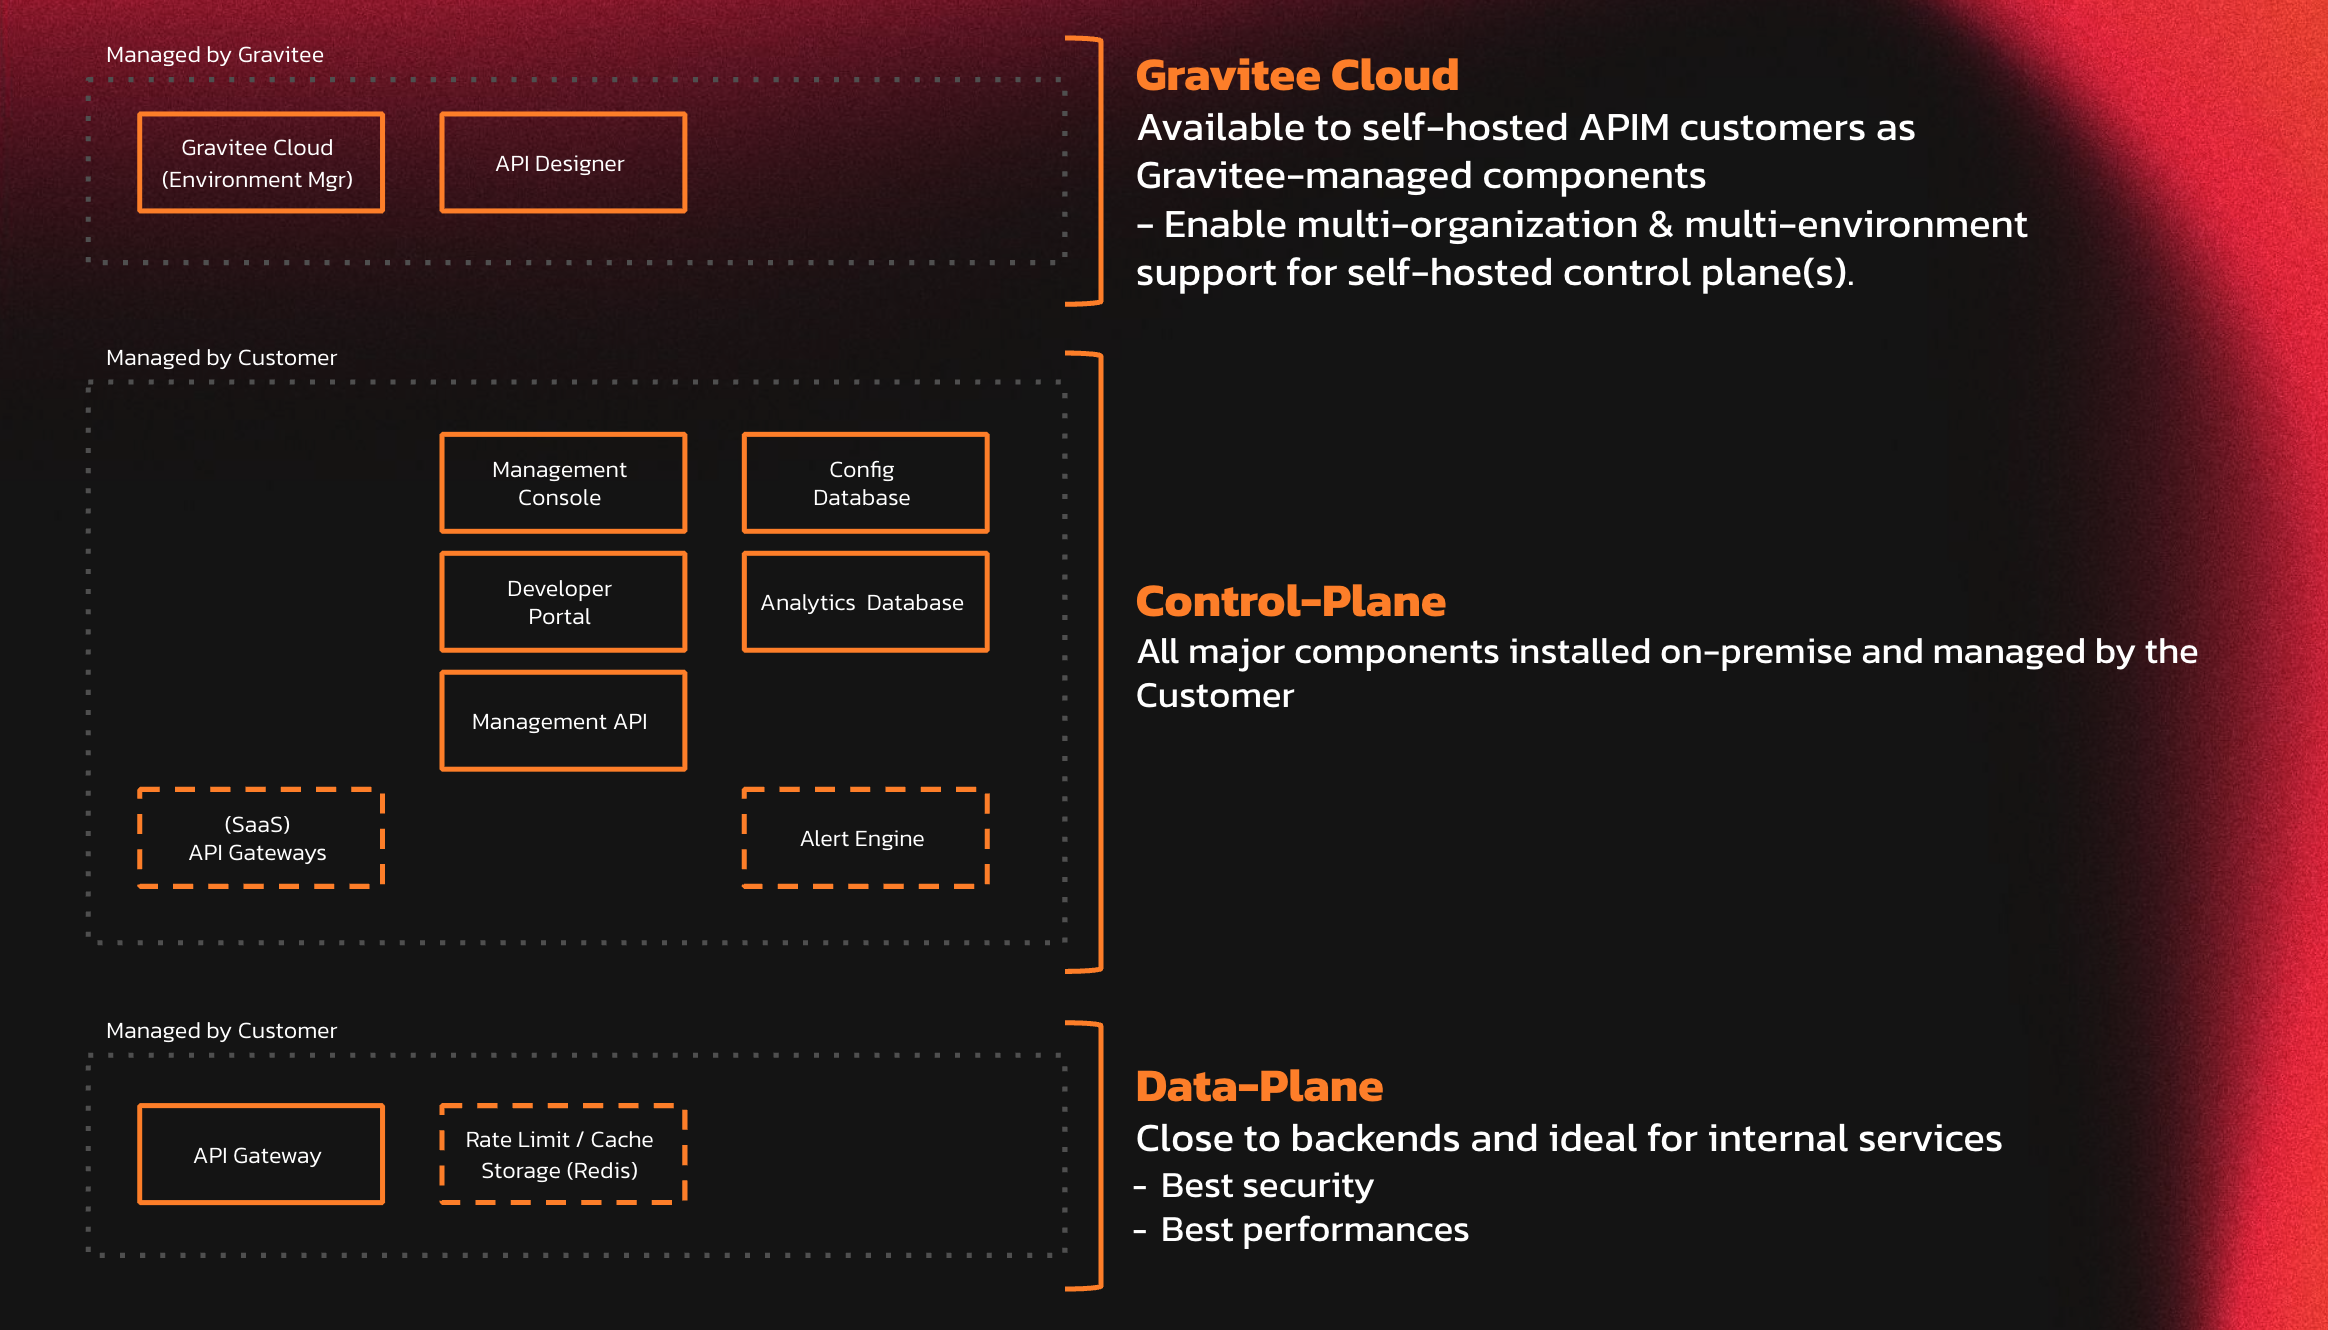 Managed by Gravitee
Gravitee Cloud
(Environment Mgr)
API Designer
Gravitee Cloud
Available to self-hosted APIM customers as
Gravitee-managed components
- Enable multi-organization & multi-environment
support for self-hosted control plane(s).
Managed by Customer
Management
Console
Config
Database
Developer
Portal
Analytics Database
Management API
(SaaS)
API Gateways
Alert Engine
Control-Plane
All major components installed on-premise and managed by the
Customer
Managed by Customer
API Gateway
Rate Limit / Cache
Storage (Redis)
Data-Plane
Close to backends and ideal for internal services
- Best security
- Best performances